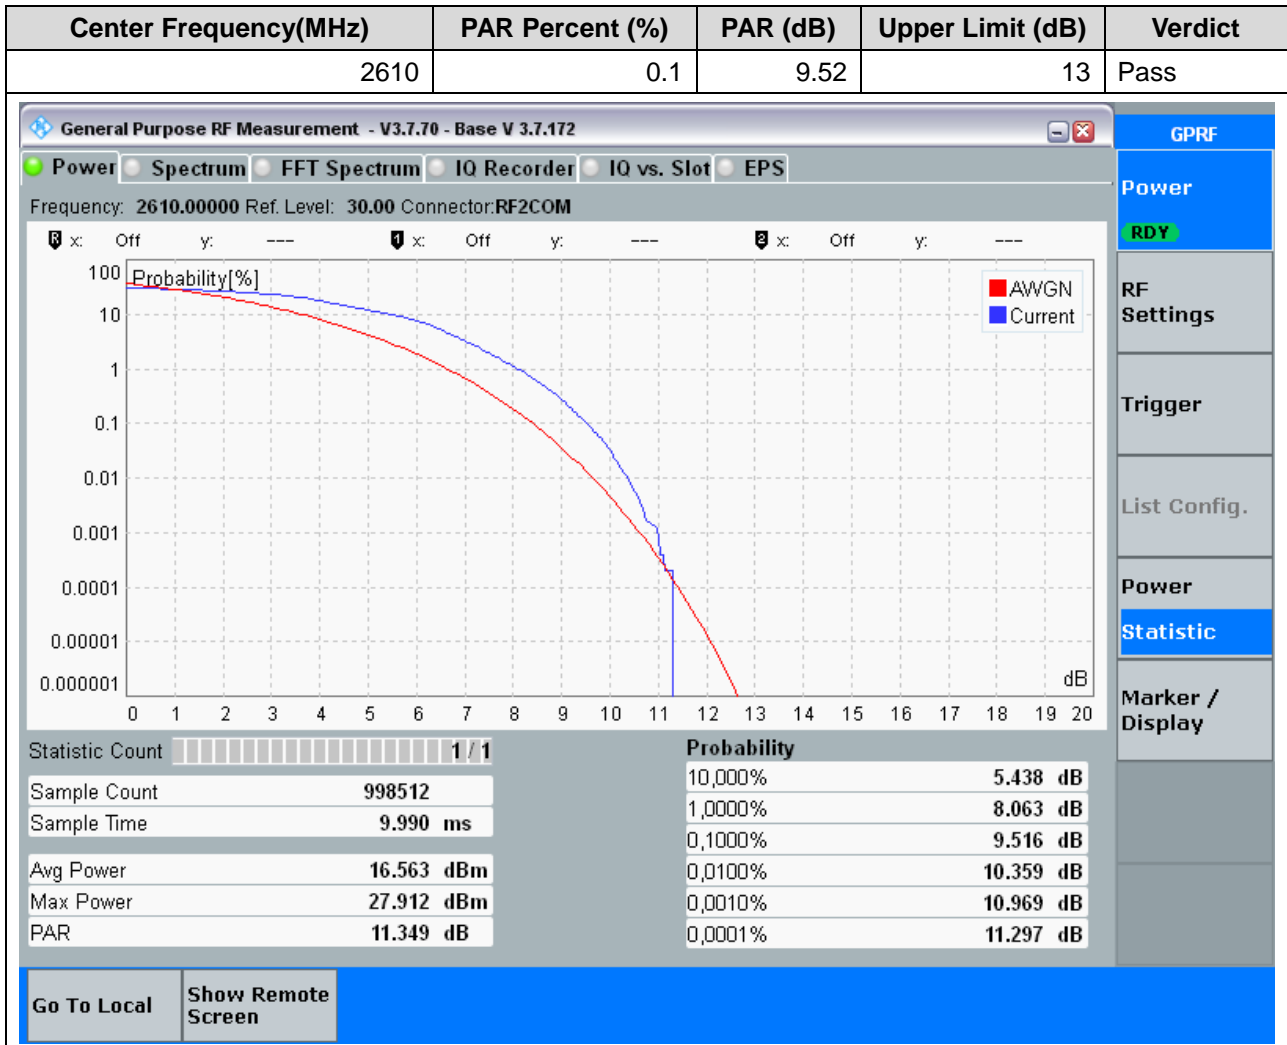 Center Frequency(MHz) PAR Percent (%) PAR (dB) Upper Limit (dB) Verdict
2610 0.1 9.52 13 Pass
General Purpose RF Measurement - V3.7.70 - Base V 3.7.172
GPRF
Power Spectrum FFT Spectrum IQ Recorder IQ vs. Slot EPS
Power
RDY
Frequency: 2610.00000 Ref. Level: 30.00 Connector:RF2COM
R x: Off y: --- 1 x: Off y: --- 2 x: Off y: ---
Probability[%]
AWGN
Current
100
10
1
0.1
0.01
0.001
0.0001
0.00001
0.000001
dB
0 1 2 3 4 5 6 7 8 9 10 11 12 13 14 15 16 17 18 19 20
RF
Settings
Trigger
List Config.
Power
Statistic
Marker /
Display
Statistic Count 1 / 1
Sample Count 998512
Sample Time 9.990 ms
Avg Power 16.563 dBm
Max Power 27.912 dBm
PAR 11.349 dB
Probability
10,000% 5.438 dB
1,0000% 8.063 dB
0,1000% 9.516 dB
0,0100% 10.359 dB
0,0010% 10.969 dB
0,0001% 11.297 dB
Go To Local
Show Remote
Screen